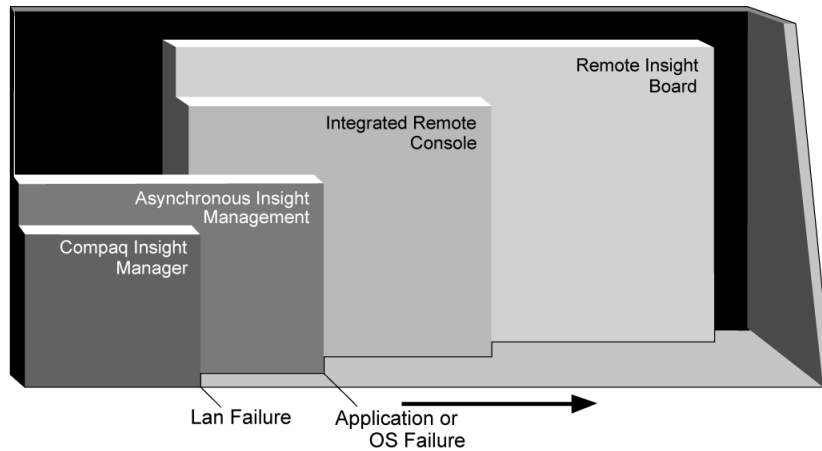 Remote Insight
Board
Integrated Remote
Console
Asynchronous Insight
Management
Compaq Insight
Manager
Lan Failure
Application or
OS Failure